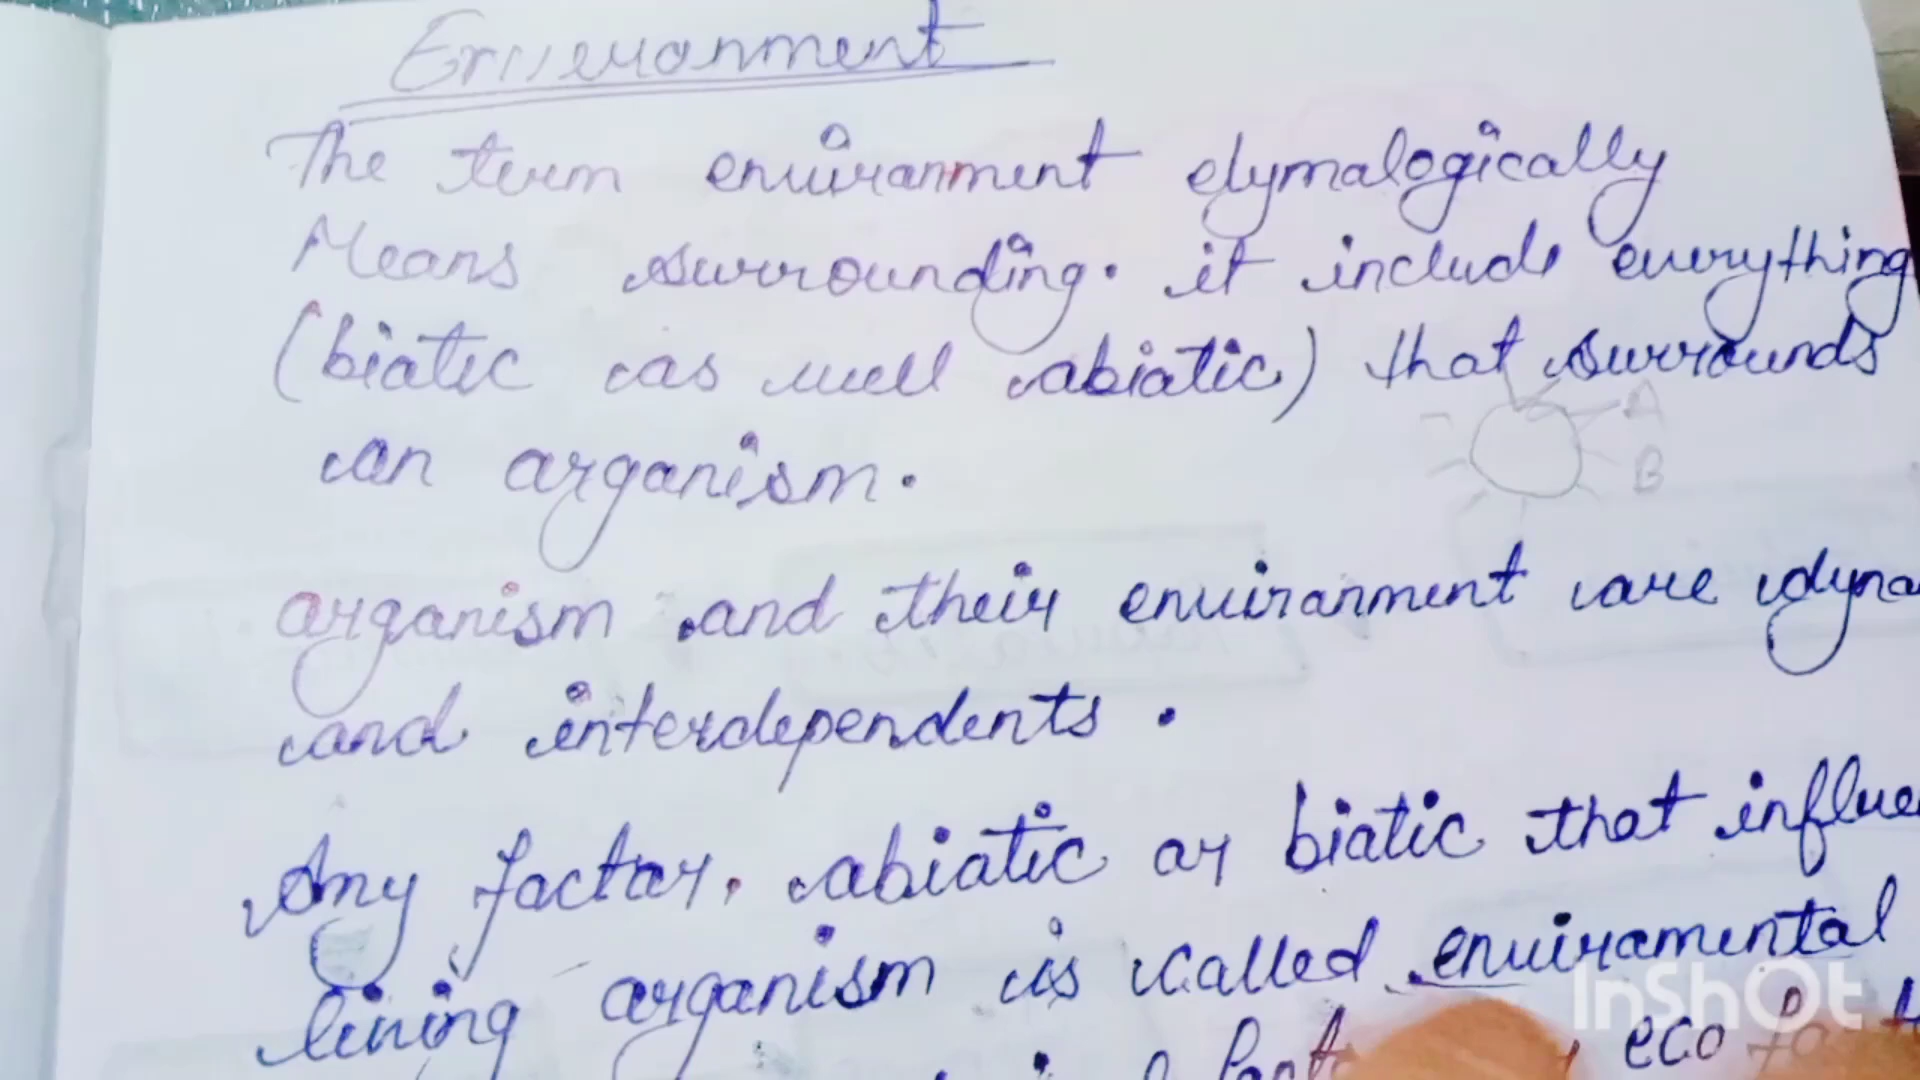 Environment
The term environment etymologically
Means surrounding. it include everything
(biotic as well abiotic) that surrounds
A
an organism.
B
organism and their environment are dyna
and interdependents.
Any factor, abiotic or biotic that influe
living organism is called enviramental
eco
InShOt